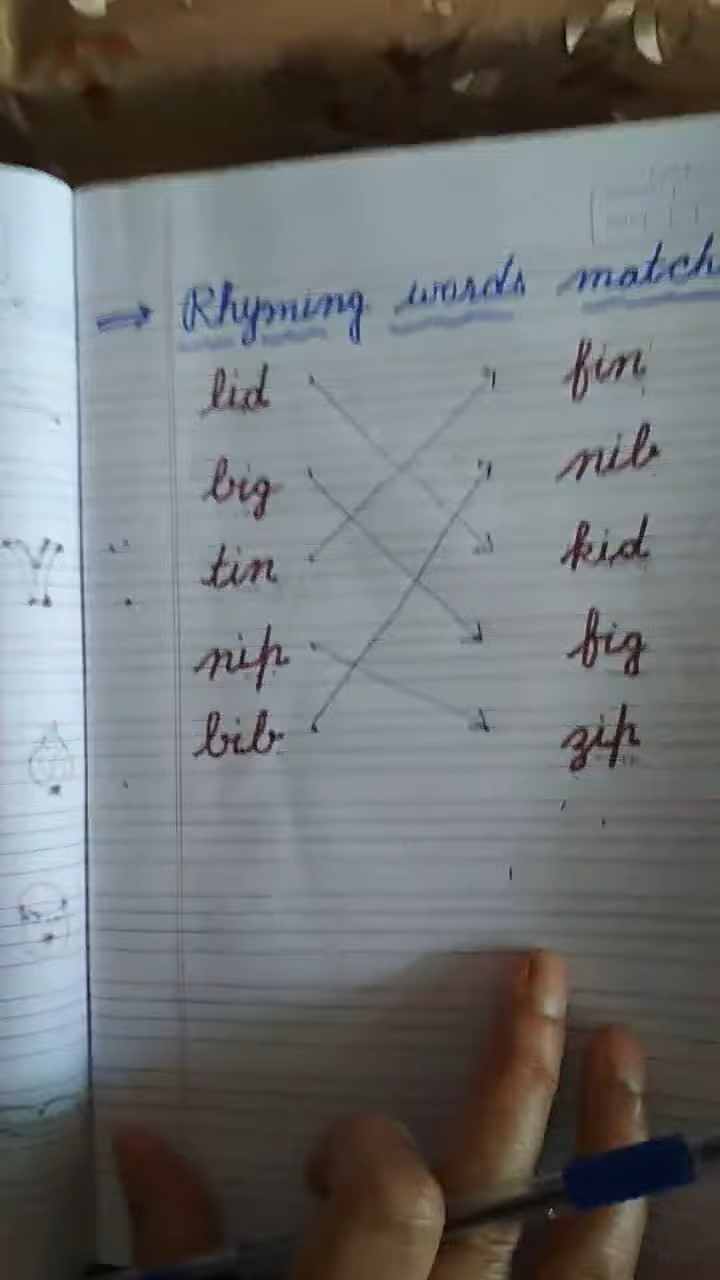 → Rhyming words match
lid fin
big nib
tin kid
nip fig
bib zip